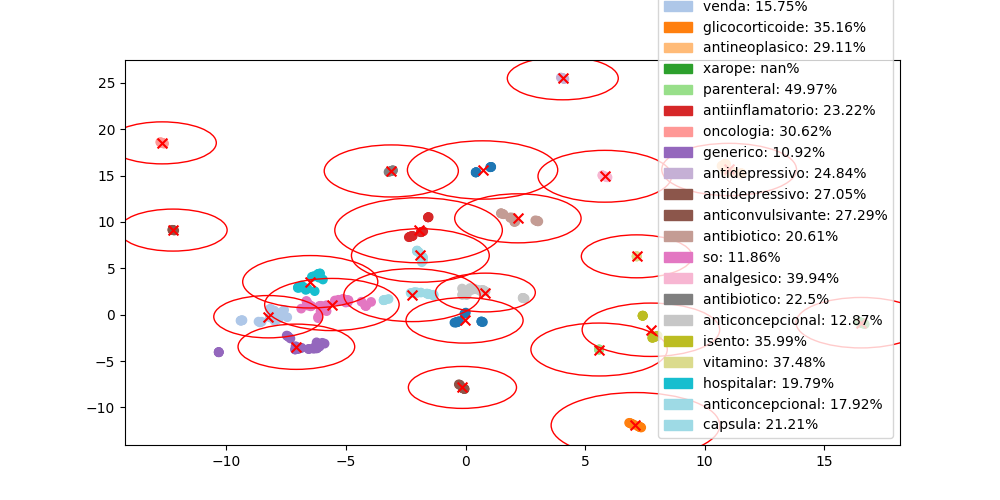 venda: 15.75%
glicocorticoide: 35.16%
antineoplasico: 29.11%
xarope: nan%
parenteral: 49.97%
antiinflamatorio: 23.22%
oncologia: 30.62%
generico: 10.92%
antidepressivo: 24.84%
antidepressivo: 27.05%
anticonvulsivante: 27.29%
antibiotico: 20.61%
so: 11.86%
analgesico: 39.94%
antibiotico: 22.5%
anticoncepcional: 12.87%
isento: 35.99%
vitamino: 37.48%
hospitalar: 19.79%
anticoncepcional: 17.92%
capsula: 21.21%
25
20
15
10
5
0
−5
−10
−10
−5
0
5
10
15